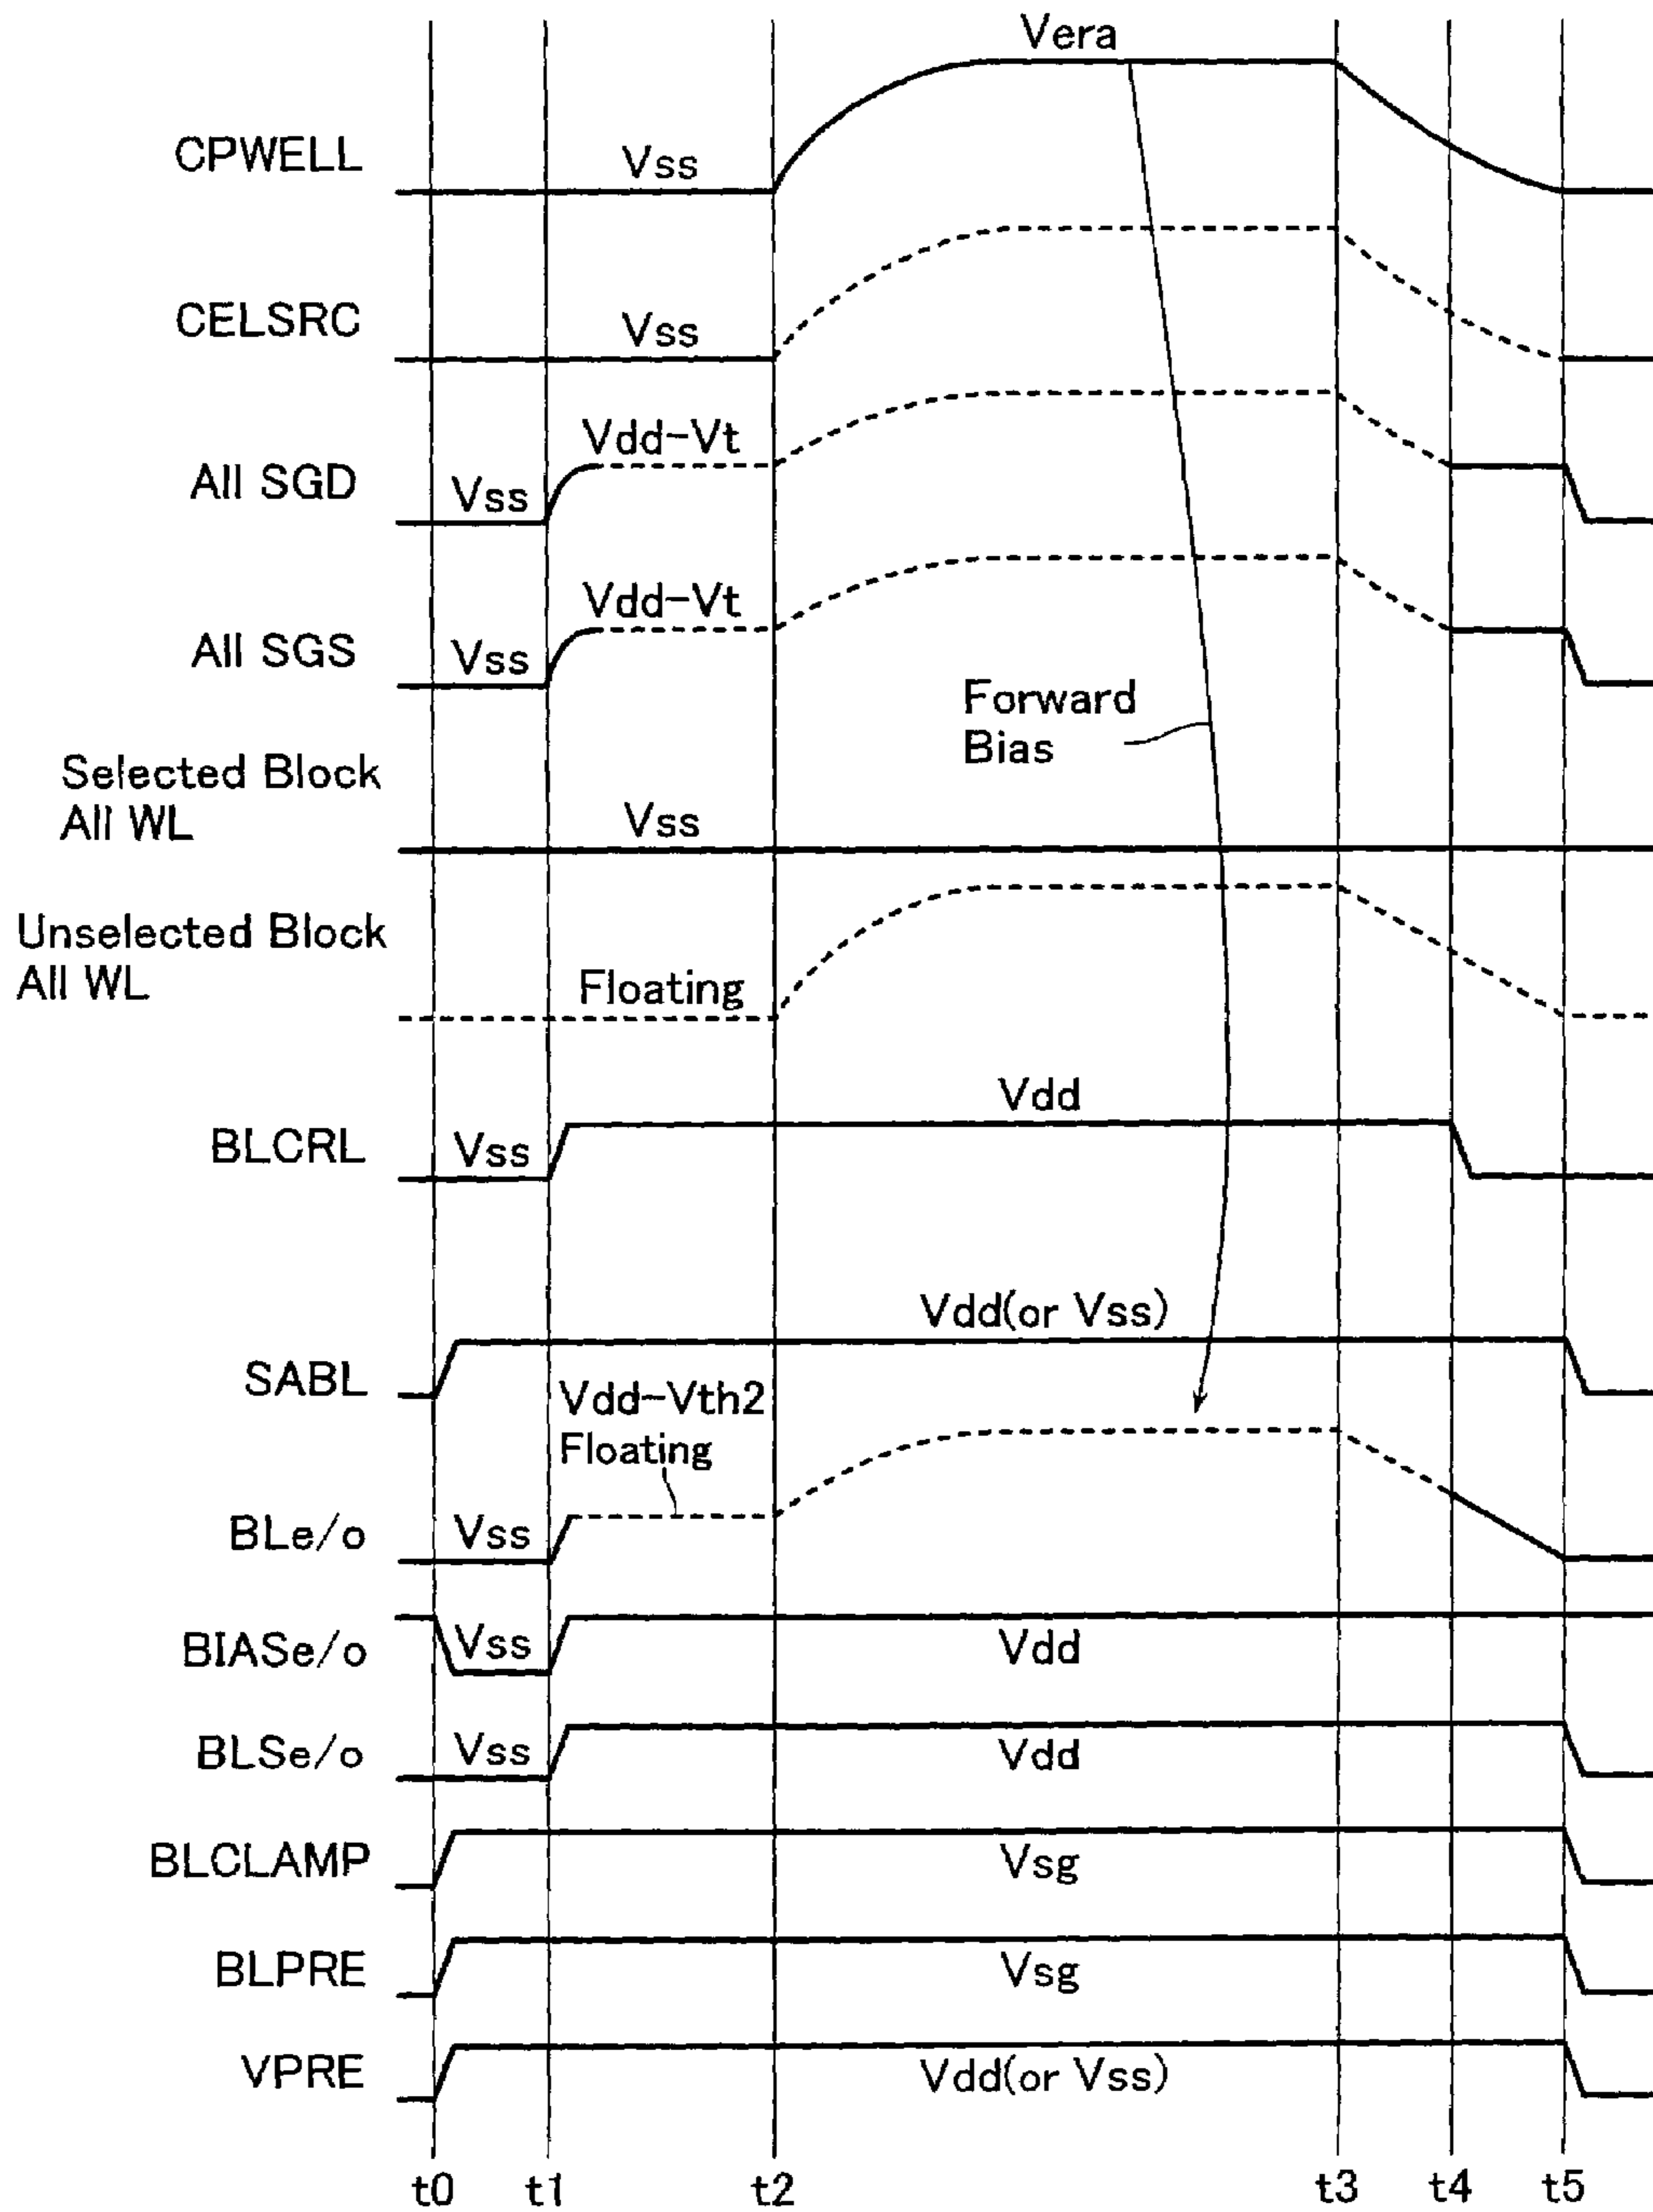 Vera
CPWELL
Vss
CELSRC
Vss
Vdd-Vt
All SGD
Vss
Vdd-Vt
All SGS
Vss
Forward
Bias
Selected Block
All WL
Vss
Unselected Block
All WL
Floating
Vdd
BLCRL
Vss
Vdd(or Vss)
SABL
Vdd-Vth2
Floating
BLe/o
Vss
BIASe/o
Vss
Vdd
BLSe/o
Vss
Vdd
BLCLAMP
Vsg
BLPRE
Vsg
VPRE
Vdd(or Vss)
t0 t1 t2 t3 t4 t5